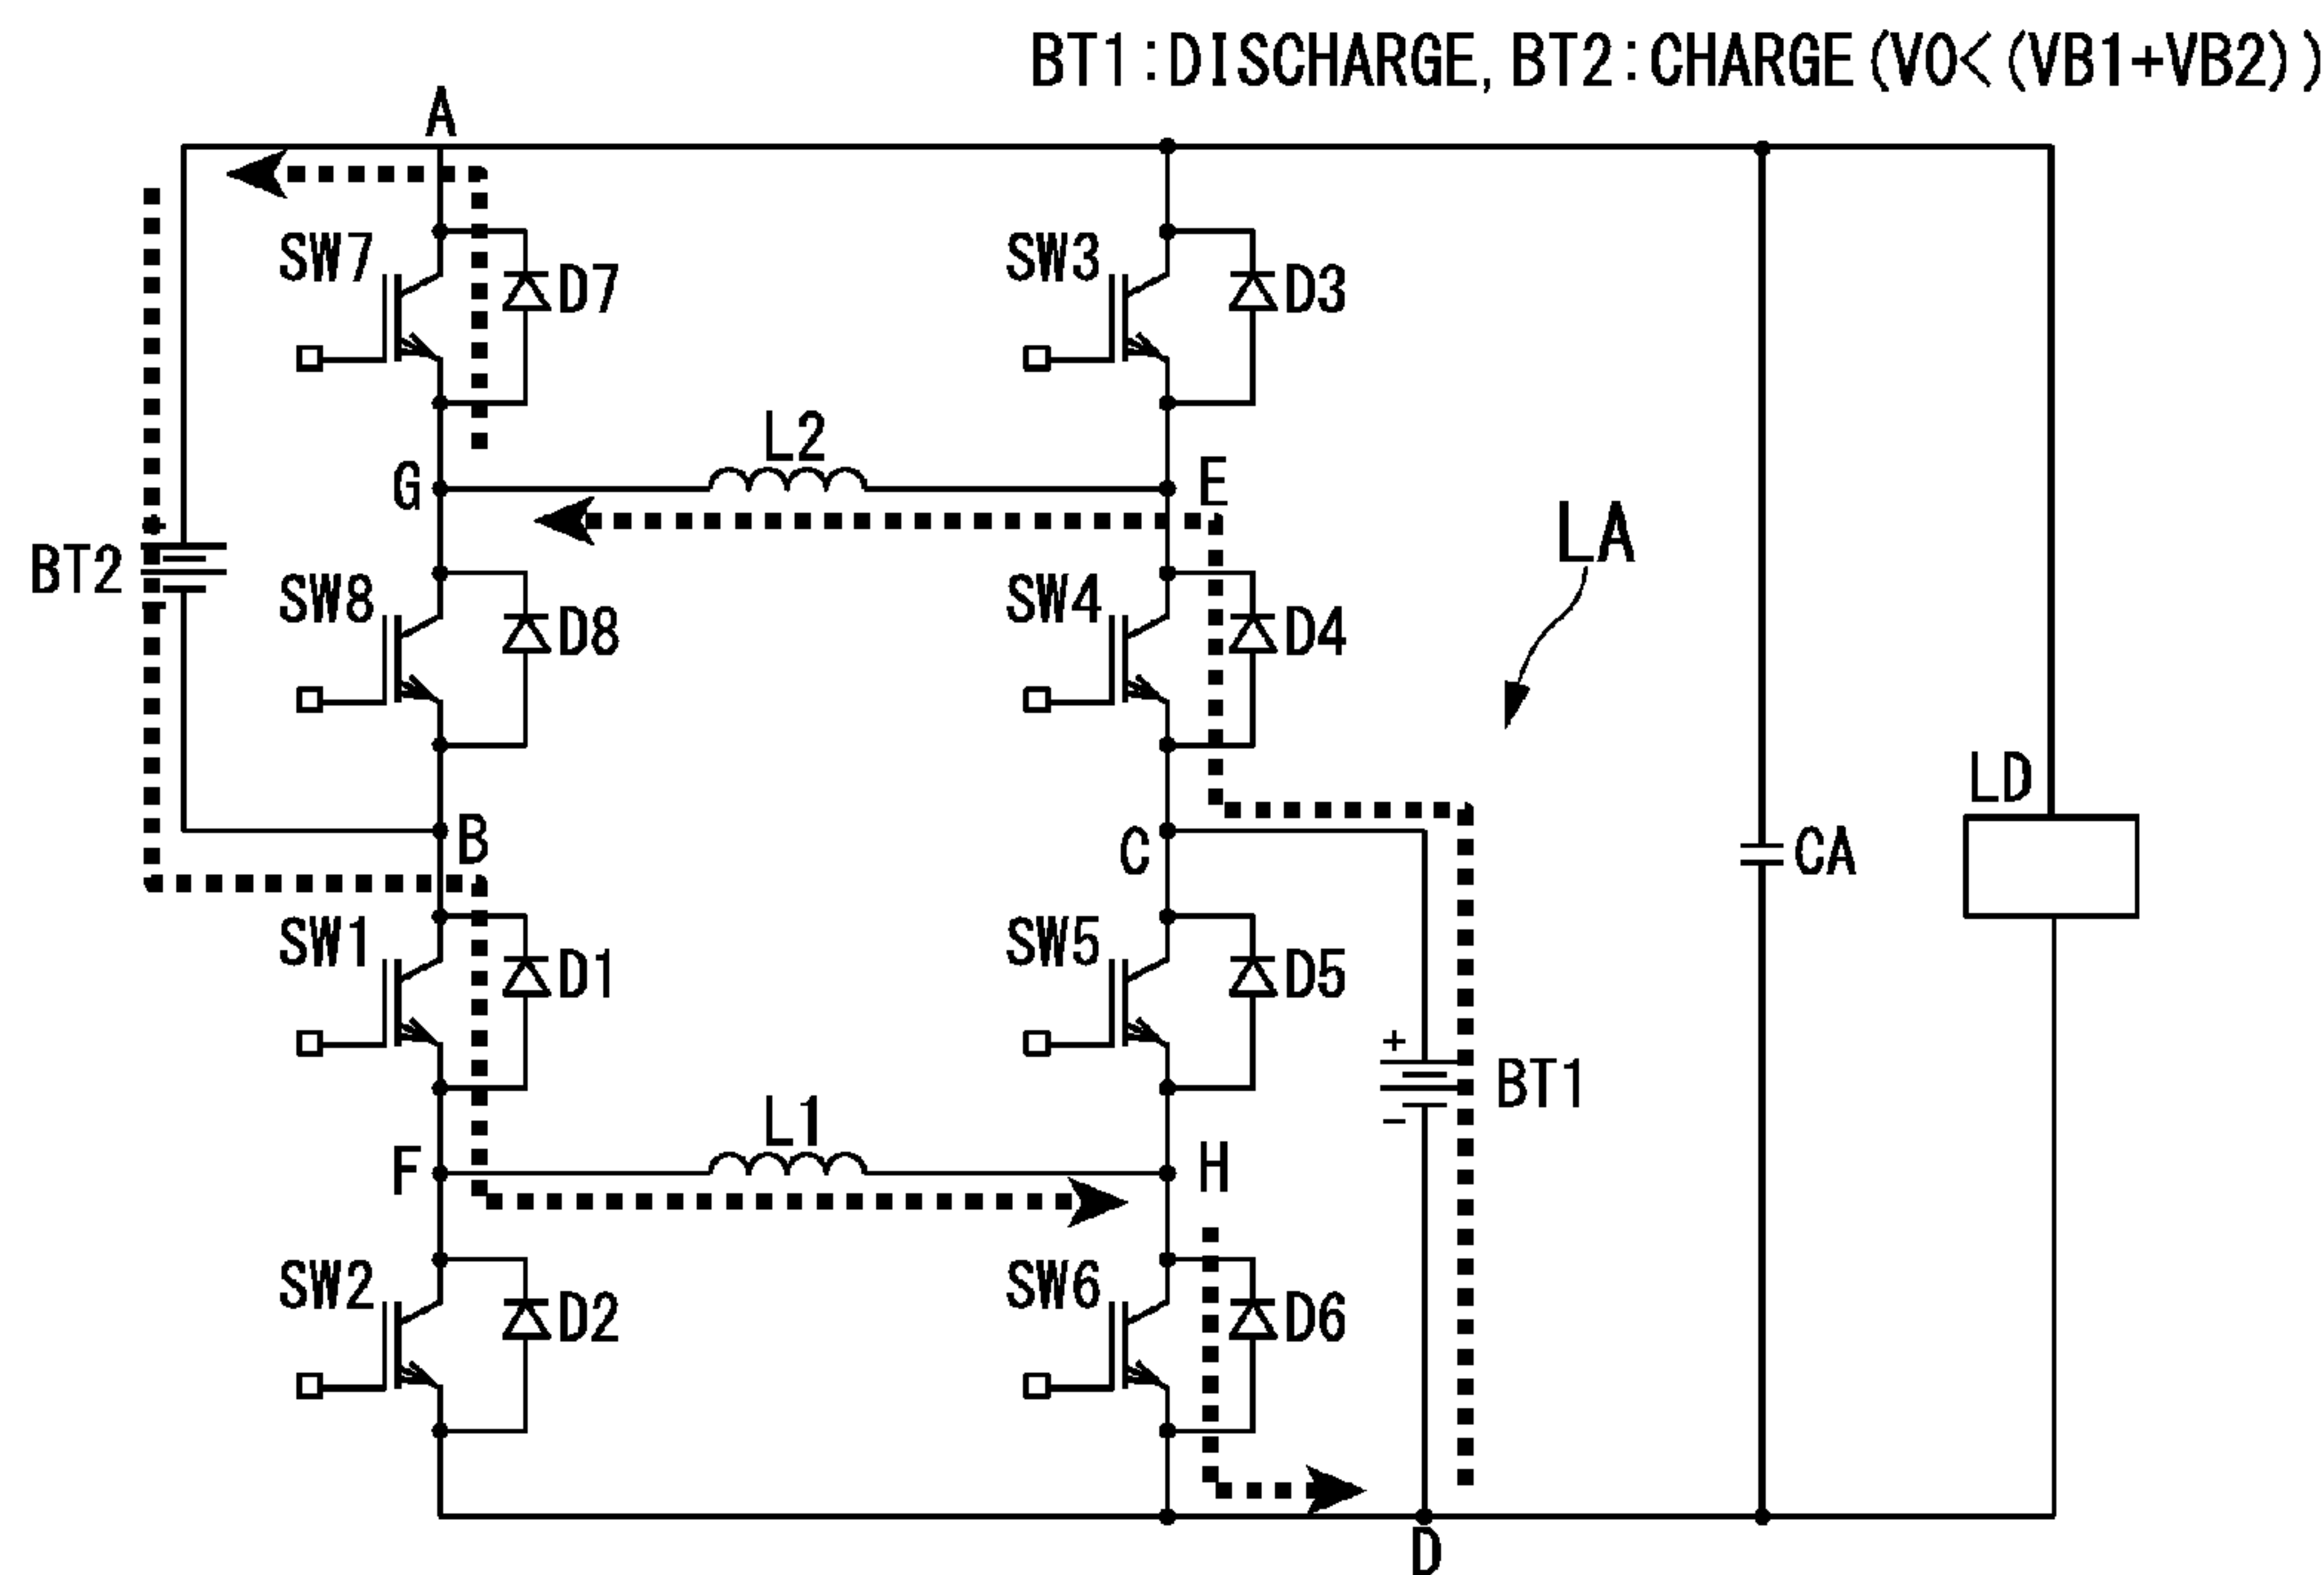 BT1:DISCHARGE, BT2:CHARGE(V0<(VB1+VB2))
A
SW7
D7
SW3
D3
L2
G
E
LA
BT2
SW8
D8
SW4
D4
LD
B
C
CA
SW1
D1
SW5
D5
+
BT1
−
L1
F
H
SW2
D2
SW6
D6
D